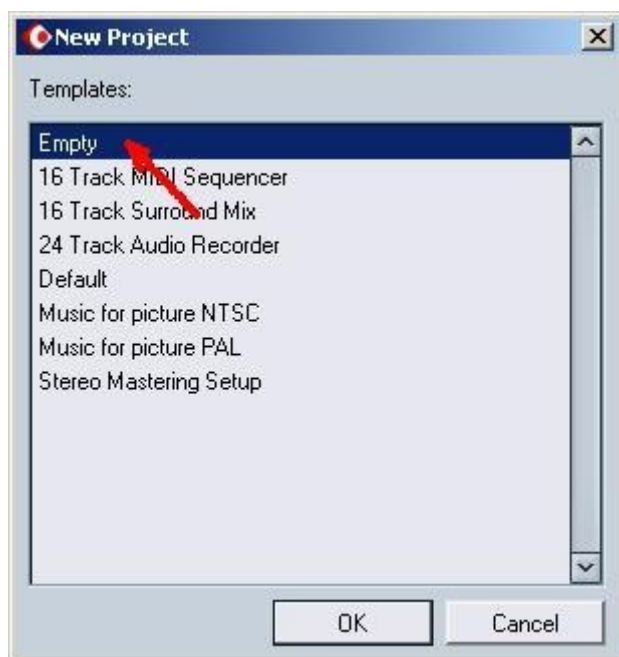 New Project
Templates:
Empty
16 Track MIDI Sequencer
16 Track Surround Mix
24 Track Audio Recorder
Default
Music for picture NTSC
Music for picture PAL
Stereo Mastering Setup
OK Cancel